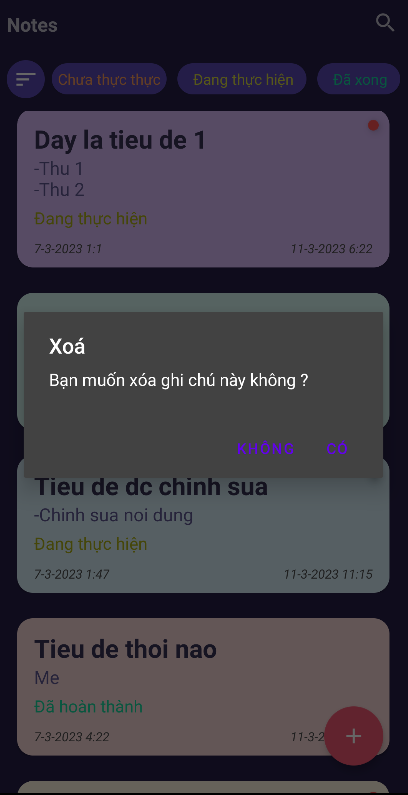 Notes
Chưa thực thực
Đang thực hiện
Đã xong
Day la tieu de 1
-Thu 1
-Thu 2
Đang thực hiện
7-3-2023 1:1
11-3-2023 6:22
Xoá
Bạn muốn xóa ghi chú này không ?
KHÔNG
CÓ
Tieu de dc chinh sua
-Chinh sua noi dung
Đang thực hiện
7-3-2023 1:47
11-3-2023 11:15
Tieu de thoi nao
Me
Đã hoàn thành
7-3-2023 4:22
11-3-2